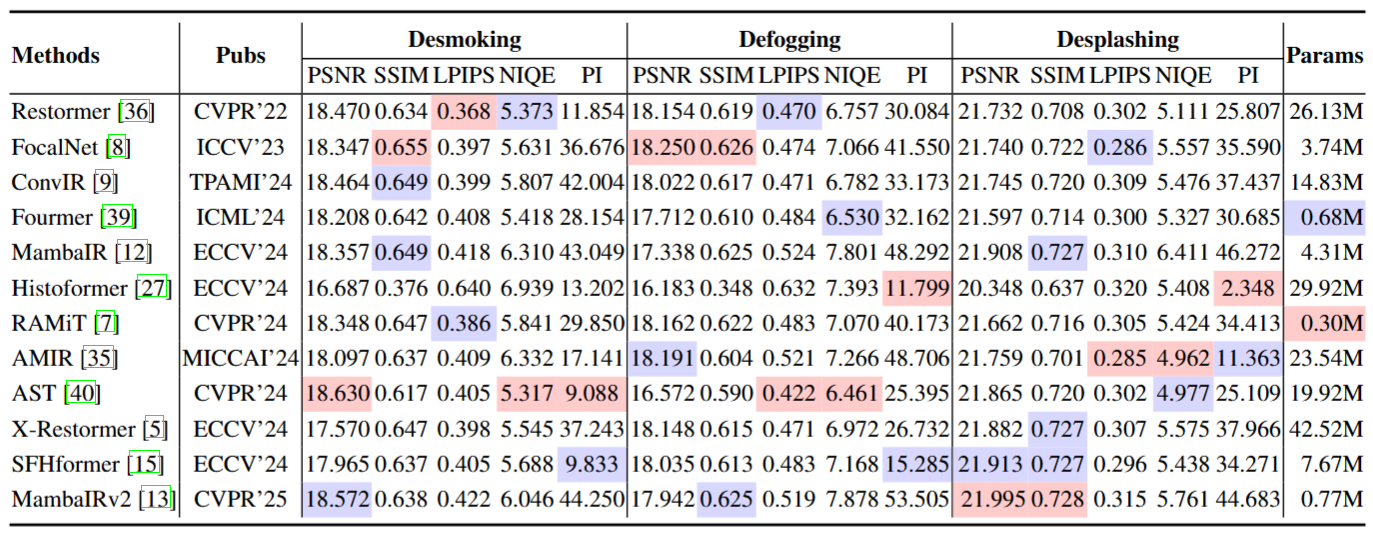 Methods Pubs Desmoking Defogging Desplashing Params
PSNR SSIM LPIPS NIQE PI PSNR SSIM LPIPS NIQE PI PSNR SSIM LPIPS NIQE PI
Restormer [36] CVPR'22 18.470 0.634 0.368 5.373 11.854 18.154 0.619 0.470 6.757 30.084 21.732 0.708 0.302 5.111 25.807 26.13M
FocalNet [8] ICCV'23 18.347 0.655 0.397 5.631 36.676 18.250 0.626 0.474 7.066 41.550 21.740 0.722 0.286 5.557 35.590 3.74M
ConvIR [9] TPAMI'24 18.464 0.649 0.399 5.807 42.004 18.022 0.617 0.471 6.782 33.173 21.745 0.720 0.309 5.476 37.437 14.83M
Fourmer [39] ICML'24 18.208 0.642 0.408 5.418 28.154 17.712 0.610 0.484 6.530 32.162 21.597 0.714 0.300 5.327 30.685 0.68M
MambaIR [12] ECCV'24 18.357 0.649 0.418 6.310 43.049 17.338 0.625 0.524 7.801 48.292 21.908 0.727 0.310 6.411 46.272 4.31M
Histoformer [27] ECCV'24 16.687 0.376 0.640 6.939 13.202 16.183 0.348 0.632 7.393 11.799 20.348 0.637 0.320 5.408 2.348 29.92M
RAMiT [7] CVPR'24 18.348 0.647 0.386 5.841 29.850 18.162 0.622 0.483 7.070 40.173 21.662 0.716 0.305 5.424 34.413 0.30M
AMIR [35] MICCAI'24 18.097 0.637 0.409 6.332 17.141 18.191 0.604 0.521 7.266 48.706 21.759 0.701 0.285 4.962 11.363 23.54M
AST [40] CVPR'24 18.630 0.617 0.405 5.317 9.088 16.572 0.590 0.422 6.461 25.395 21.865 0.720 0.302 4.977 25.109 19.92M
X-Restormer [5] ECCV'24 17.570 0.647 0.398 5.545 37.243 18.148 0.615 0.471 6.972 26.732 21.882 0.727 0.307 5.575 37.966 42.52M
SFHformer [15] ECCV'24 17.965 0.637 0.405 5.688 9.833 18.035 0.613 0.483 7.168 15.285 21.913 0.727 0.296 5.438 34.271 7.67M
MambaIRv2 [13] CVPR'25 18.572 0.638 0.422 6.046 44.250 17.942 0.625 0.519 7.878 53.505 21.995 0.728 0.315 5.761 44.683 0.77M